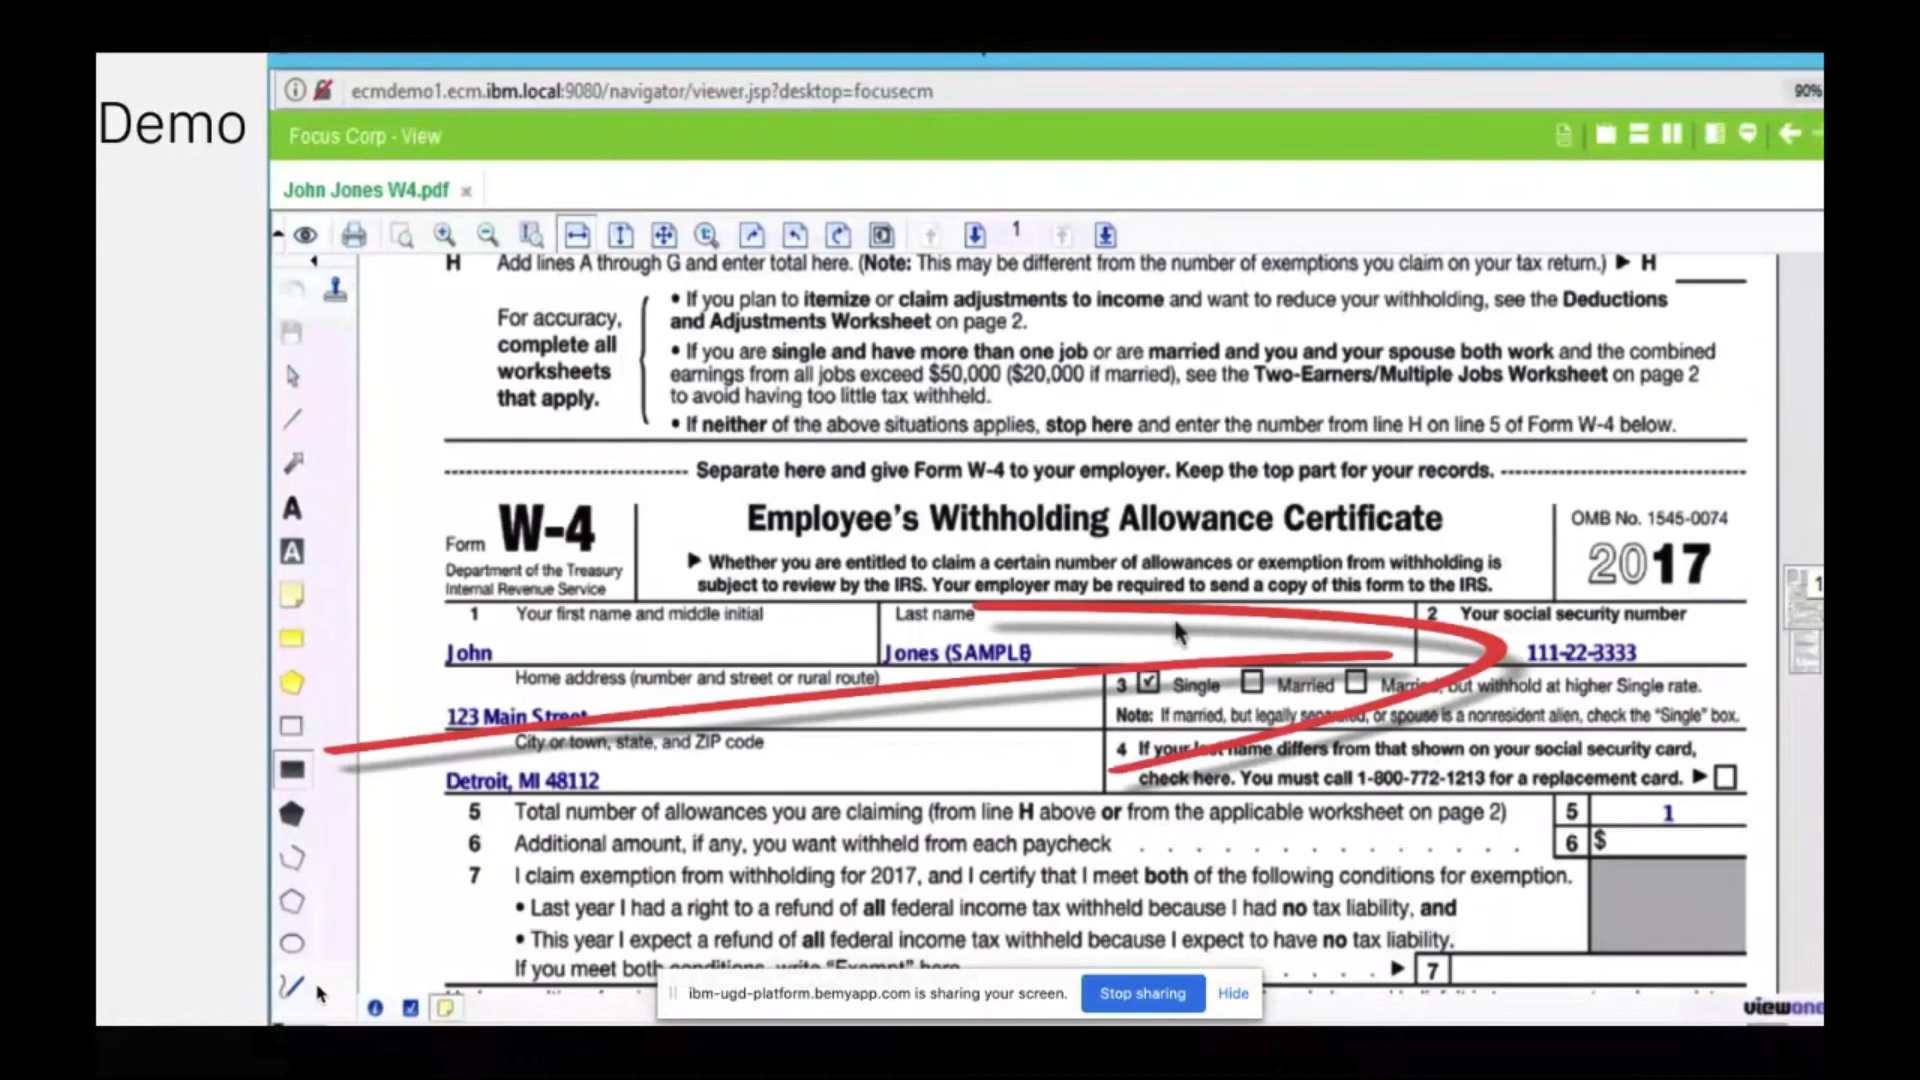 Demo
ecmdemo1.ecm.ibm.local:9080/navigator/viewer.jsp?desktop=focusecm
90%
Focus Corp - View
John Jones W4.pdf
1
H Add lines A through G and enter total here. (Note: This may be different from the number of exemptions you claim on your tax return.) ▶ H
For accuracy,
complete all
worksheets
that apply.
• If you plan to itemize or claim adjustments to income and want to reduce your withholding, see the Deductions
and Adjustments Worksheet on page 2.
• If you are single and have more than one job or are married and you and your spouse both work and the combined
earnings from all jobs exceed $50,000 ($20,000 if married), see the Two-Earners/Multiple Jobs Worksheet on page 2
to avoid having too little tax withheld.
• If neither of the above situations applies, stop here and enter the number from line H on line 5 of Form W-4 below.
Separate here and give Form W-4 to your employer. Keep the top part for your records.
Form W-4
Department of the Treasury
Internal Revenue Service
Employee's Withholding Allowance Certificate
▶ Whether you are entitled to claim a certain number of allowances or exemption from withholding is
subject to review by the IRS. Your employer may be required to send a copy of this form to the IRS.
OMB No. 1545-0074
2017
1 Your first name and middle initial
John
Last name
Jones (SAMPLE)
2 Your social security number
111-22-3333
Home address (number and street or rural route)
123 Main Street
3 Single Married Married, but withhold at higher Single rate.
Note: If married, but legally separated, or spouse is a nonresident alien, check the "Single" box.
City or town, state, and ZIP code
Detroit, MI 48112
4 If your last name differs from that shown on your social security card,
check here. You must call 1-800-772-1213 for a replacement card. ▶
5 Total number of allowances you are claiming (from line H above or from the applicable worksheet on page 2) 5 1
6 Additional amount, if any, you want withheld from each paycheck . . . . . . . . . . . . . . 6 $
7 I claim exemption from withholding for 2017, and I certify that I meet both of the following conditions for exemption.
• Last year I had a right to a refund of all federal income tax withheld because I had no tax liability, and
• This year I expect a refund of all federal income tax withheld because I expect to have no tax liability.
If you meet both conditions, write "Exempt" here . . . . ▶ 7
ibm-ugd-platform.bemyapp.com is sharing your screen. Stop sharing Hide
viewone
1